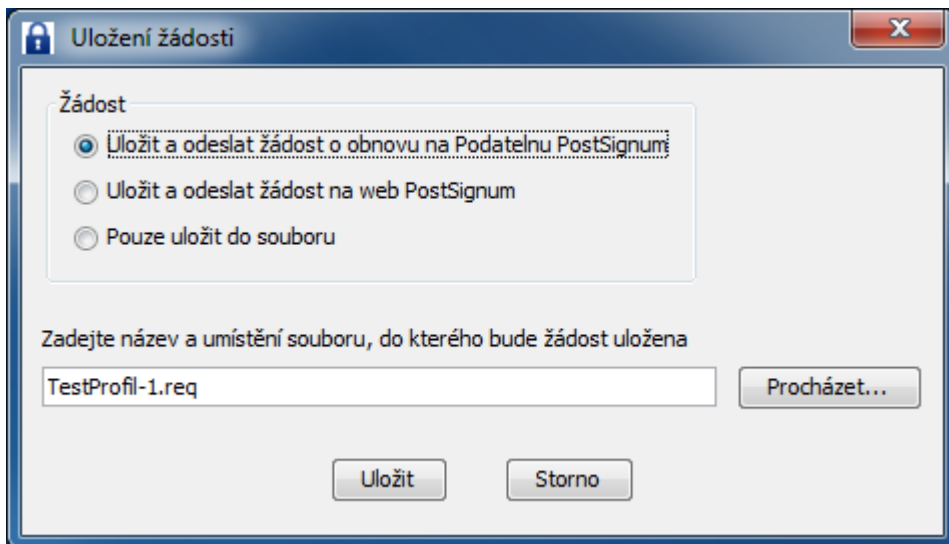 Uložení žádosti
Žádost
Uložit a odeslat žádost o obnovu na Podatelnu PostSignum
Uložit a odeslat žádost na web PostSignum
Pouze uložit do souboru
Zadejte název a umístění souboru, do kterého bude žádost uložena
TestProfil-1.req
Procházet...
Uložit
Storno